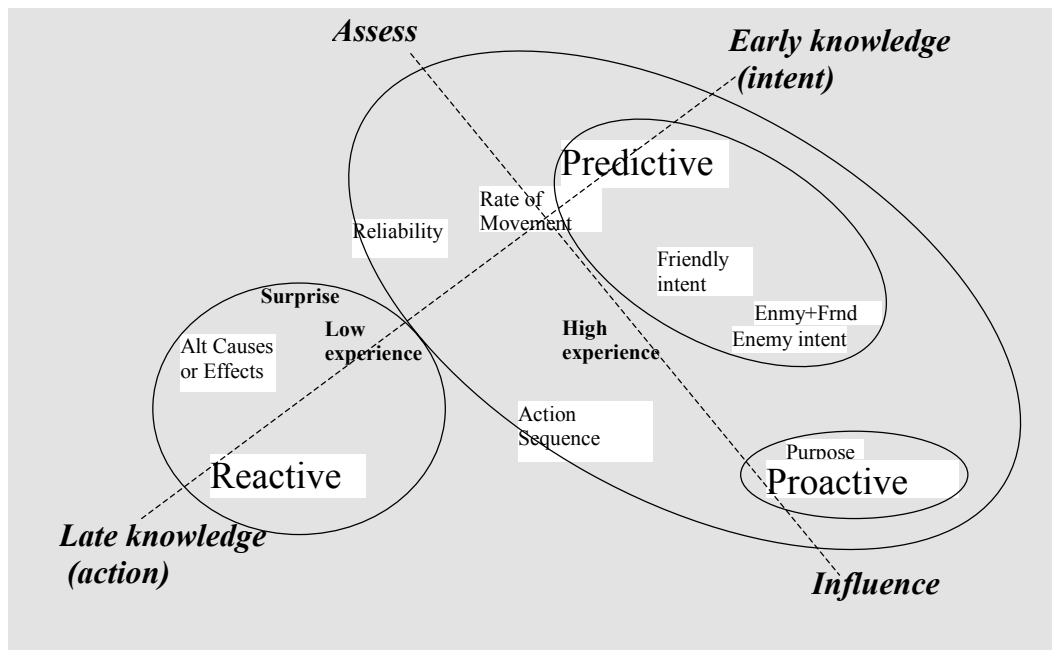 Assess
Early knowledge
(intent)
Predictive
Rate of
Movement
Reliability
Friendly
intent
Surprise
Enmy+Frnd
Low
experience
High
experience
Enemy intent
Alt Causes
or Effects
Action
Sequence
Purpose
Reactive
Proactive
Late knowledge
(action)
Influence